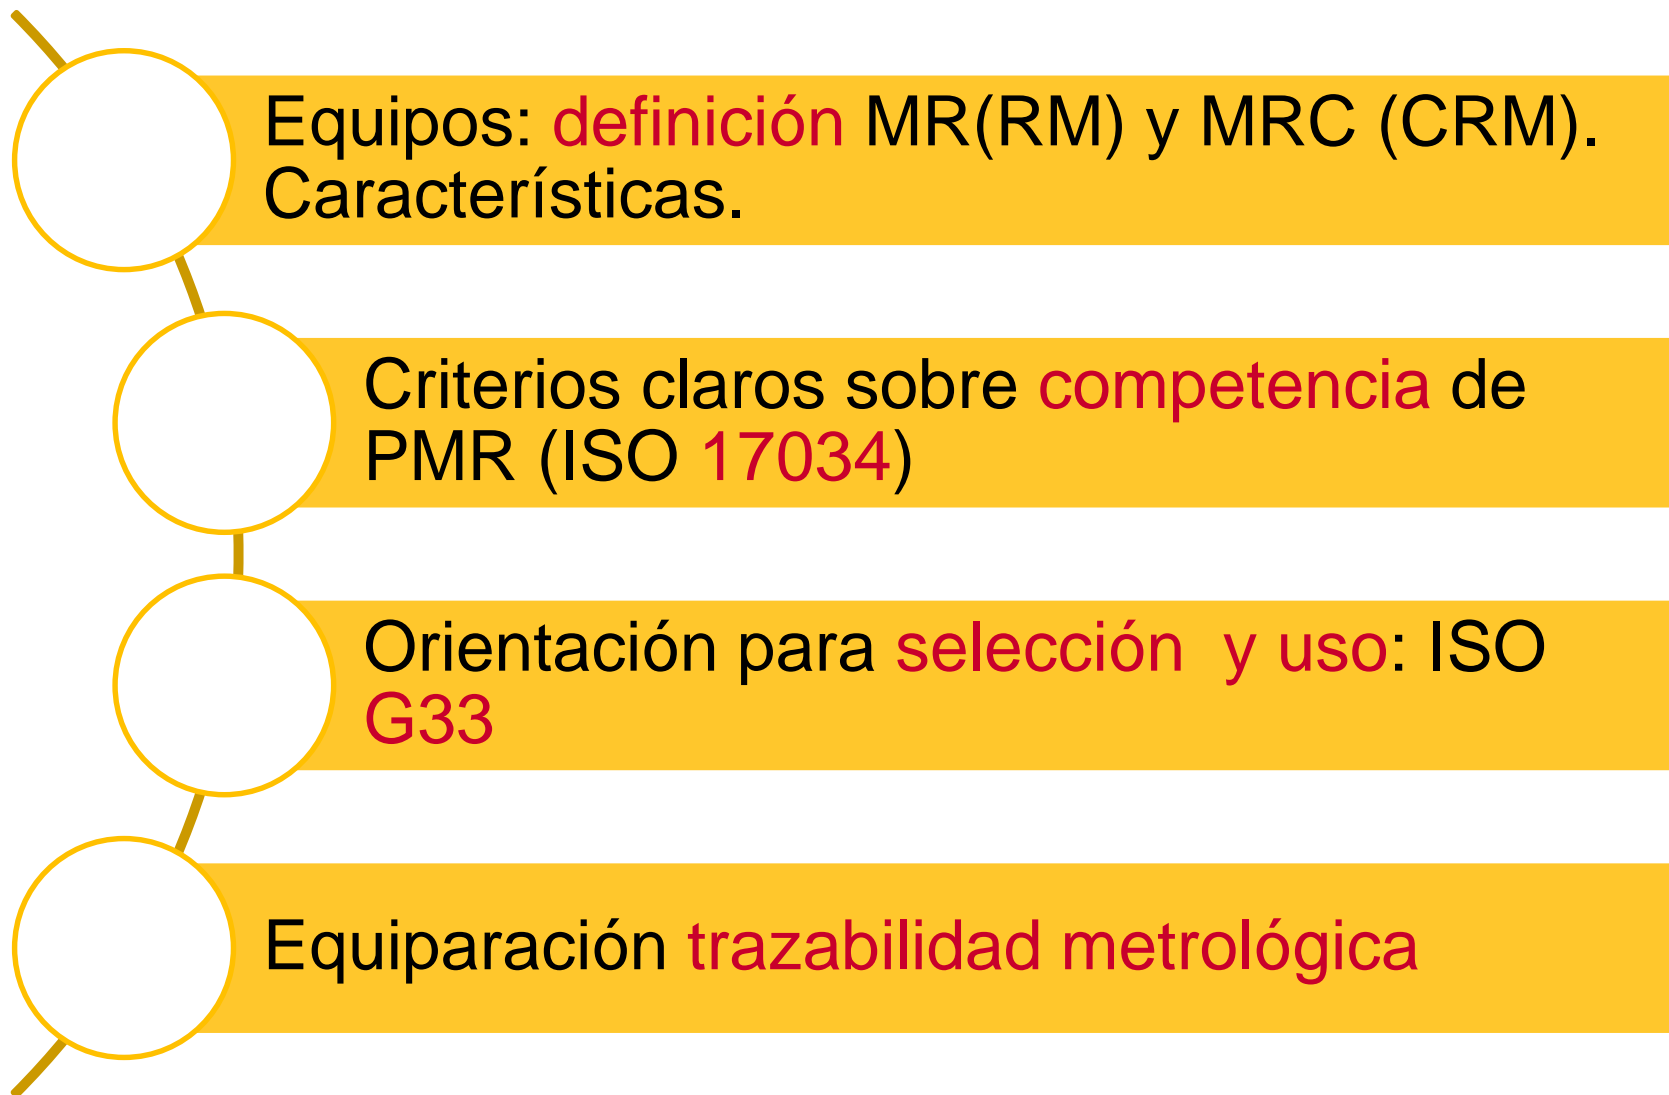 Equipos: definición MR(RM) y MRC (CRM).
Características.
Criterios claros sobre competencia de
PMR (ISO 17034)
Orientación para selección  y uso: ISO
G33
Equiparación trazabilidad metrológica